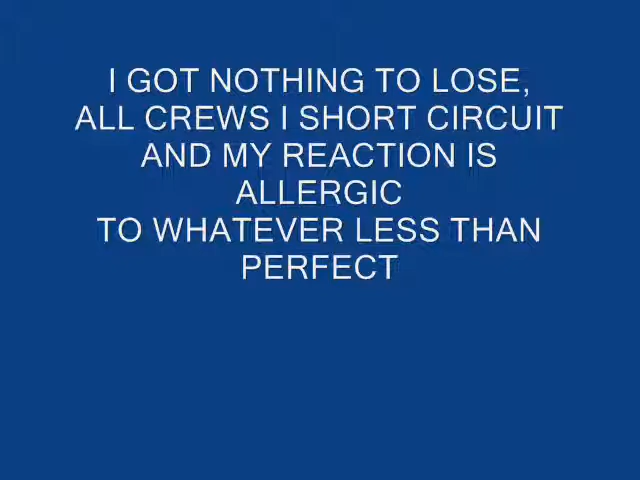 I GOT NOTHING TO LOSE,
ALL CREWS I SHORT CIRCUIT
AND MY REACTION IS
ALLERGIC
TO WHATEVER LESS THAN
PERFECT